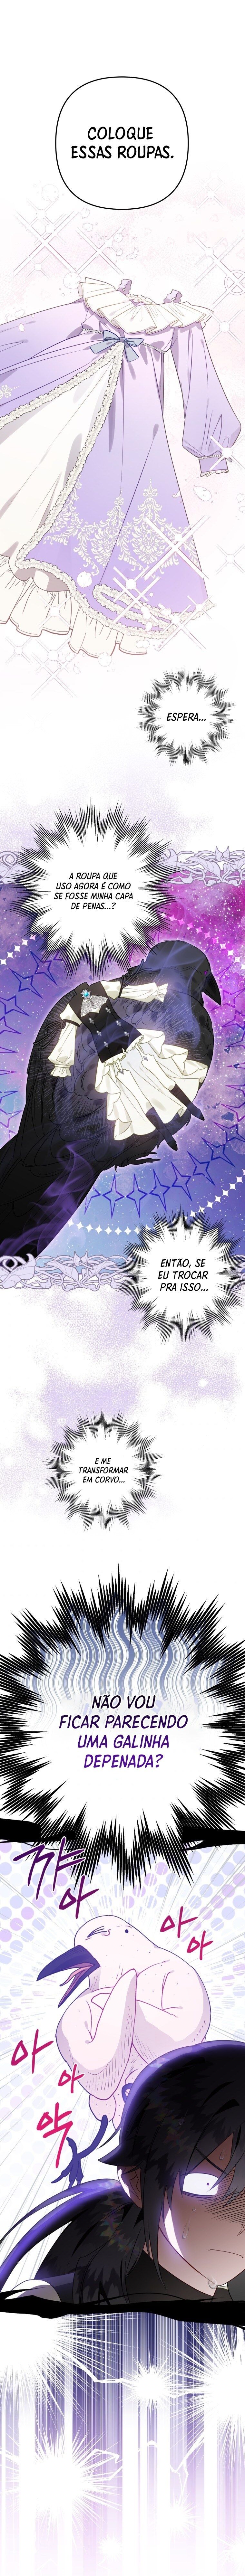 COLOQUE
ESSAS ROUPAS.
ESPERA...
A ROUPA QUE
USO AGORA É COMO
SE FOSSE MINHA CAPA
DE PENAS...?
ENTÃO, SE
EU TROCAR
PRA ISSO...
E ME
TRANSFORMAR
EM CORVO...
NÃO VOU
FICAR PARECENDO
UMA GALINHA
DEPENADA?
까
아
아
아
아
아
악